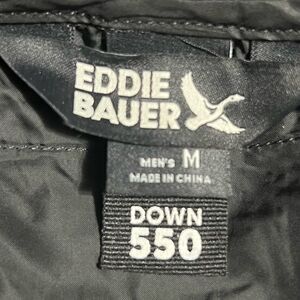 EDDIE
BAUER
MEN'S M
MADE IN CHINA
DOWN
550